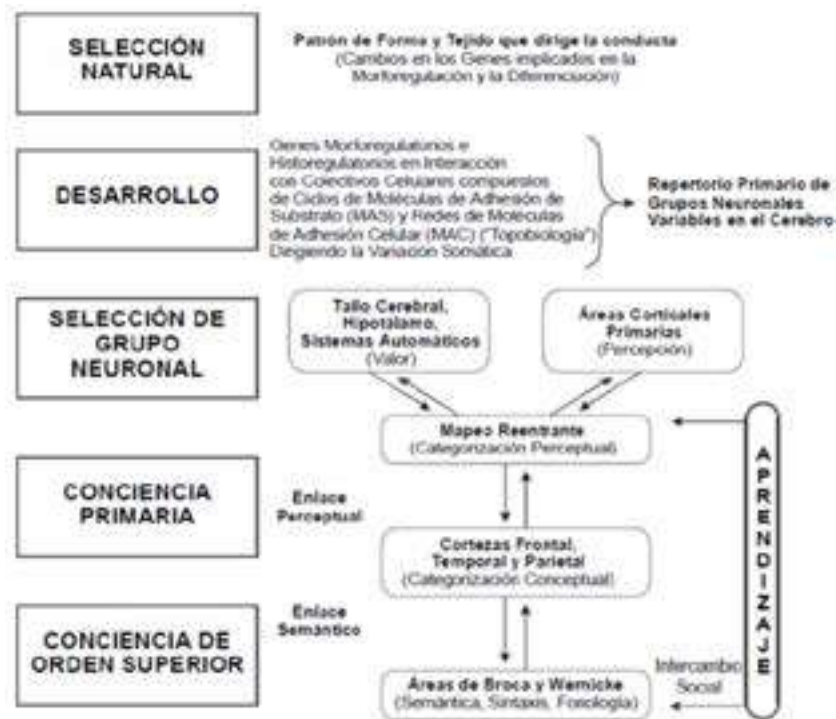 SELECCIÓN
NATURAL
Patrón de Forma y Tejido que dirige la conducta
(Cambios en los Genes implicados en la
Morforegulación y la Diferenciación)
DESARROLLO
Genes Morforegulatorios e
Historegulatorios en Interacción
con Colectivos Celulares compuestos
de Ciclos de Moléculas de Adhesión de
Substrato (MAS) y Redes de Moléculas
de Adhesión Celular (MAC) ("Topobiología")
Dirigiendo la Variación Somática
Repertorio Primario de
Grupos Neuronales
Variables en el Cerebro
SELECCIÓN DE
GRUPO
NEURONAL
Tallo Cerebral,
Hipotálamo,
Sistemas Automáticos
(Valor)
Áreas Corticales
Primarias
(Percepción)
Mapeo Reentrante
(Categorización Perceptual)
CONCIENCIA
PRIMARIA
Enlace
Perceptual
Cortezas Frontal,
Temporal y Parietal
(Categorización Conceptual)
CONCIENCIA DE
ORDEN SUPERIOR
Enlace
Semántico
Áreas de Broca y Wernicke
(Semántica, Sintaxis, Fonología)
Intercambio
Social
APRENDIZAJE